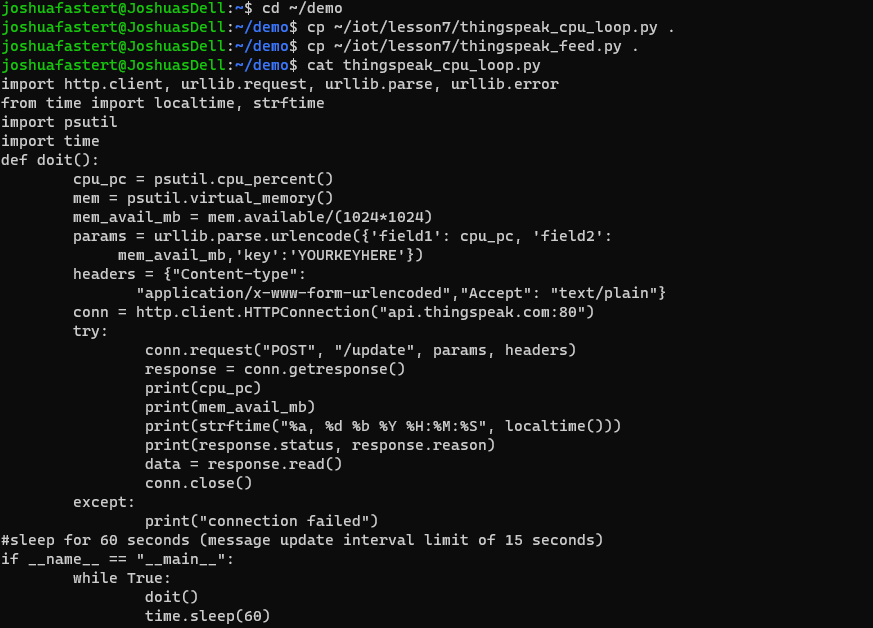 joshuafastert@JoshuasDell:~$ cd ~/demo
joshuafastert@JoshuasDell:~/demo$ cp ~/iot/lesson7/thingspeak_cpu_loop.py .
joshuafastert@JoshuasDell:~/demo$ cp ~/iot/lesson7/thingspeak_feed.py .
joshuafastert@JoshuasDell:~/demo$ cat thingspeak_cpu_loop.py
import http.client, urllib.request, urllib.parse, urllib.error
from time import localtime, strftime
import psutil
import time
def doit():
        cpu_pc = psutil.cpu_percent()
        mem = psutil.virtual_memory()
        mem_avail_mb = mem.available/(1024*1024)
        params = urllib.parse.urlencode({'field1': cpu_pc, 'field2':
             mem_avail_mb,'key':'YOURKEYHERE'})
        headers = {"Content-type":
               "application/x-www-form-urlencoded","Accept": "text/plain"}
        conn = http.client.HTTPConnection("api.thingspeak.com:80")
        try:
                conn.request("POST", "/update", params, headers)
                response = conn.getresponse()
                print(cpu_pc)
                print(mem_avail_mb)
                print(strftime("%a, %d %b %Y %H:%M:%S", localtime()))
                print(response.status, response.reason)
                data = response.read()
                conn.close()
        except:
                print("connection failed")
#sleep for 60 seconds (message update interval limit of 15 seconds)
if __name__ == "__main__":
        while True:
                doit()
                time.sleep(60)